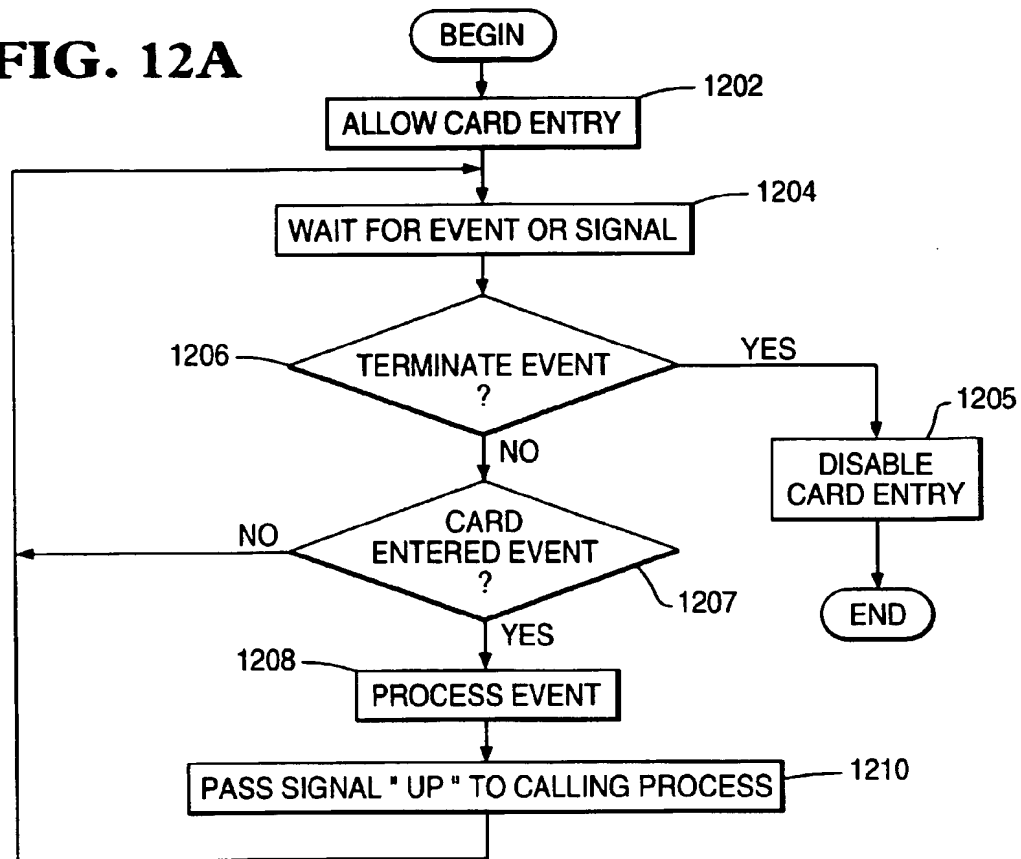 FIG. 12A
BEGIN
1202
ALLOW CARD ENTRY
1204
WAIT FOR EVENT OR SIGNAL
1206
TERMINATE EVENT
?
YES
1205
DISABLE
CARD ENTRY
END
NO
CARD
ENTERED EVENT
?
NO
1207
YES
1208
PROCESS EVENT
1210
PASS SIGNAL " UP " TO CALLING PROCESS